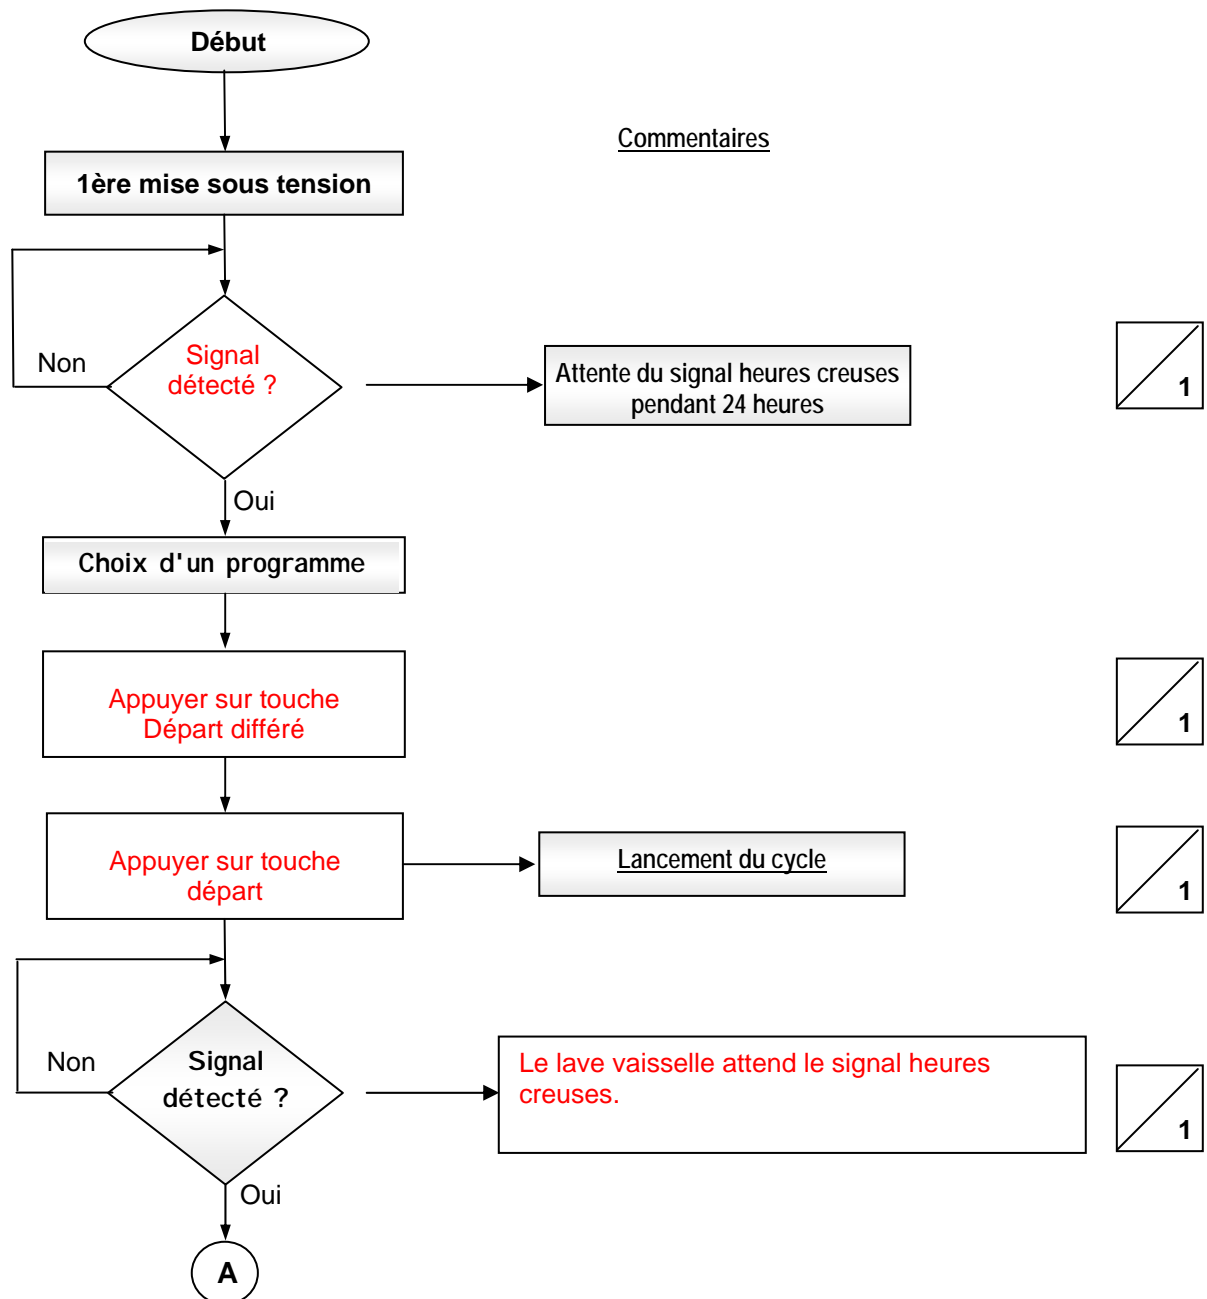 Début
Commentaires
1ère mise sous tension
Non
Signal
détecté ?
Attente du signal heures creuses
pendant 24 heures
1
Oui
Choix d'un programme
Appuyer sur touche
Départ différé
1
Appuyer sur touche
départ
Lancement du cycle
1
Non
Signal
détecté ?
Le lave vaisselle attend le signal heures
creuses.
1
Oui
A